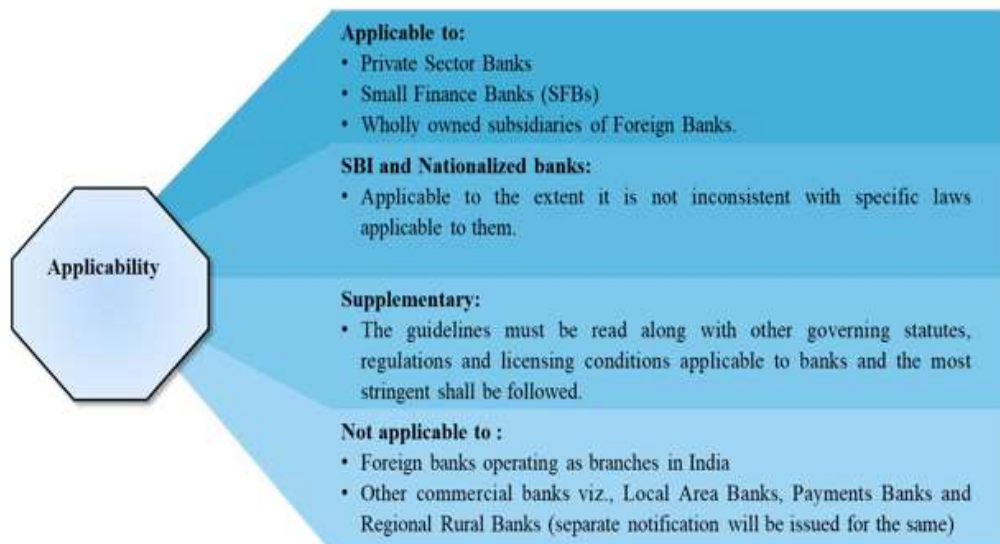 Applicability
Applicable to:
• Private Sector Banks
• Small Finance Banks (SFBs)
• Wholly owned subsidiaries of Foreign Banks.
SBI and Nationalized banks:
• Applicable to the extent it is not inconsistent with specific laws
applicable to them.
Supplementary:
• The guidelines must be read along with other governing statutes,
regulations and licensing conditions applicable to banks and the most
stringent shall be followed.
Not applicable to :
• Foreign banks operating as branches in India
• Other commercial banks viz., Local Area Banks, Payments Banks and
Regional Rural Banks (separate notification will be issued for the same)